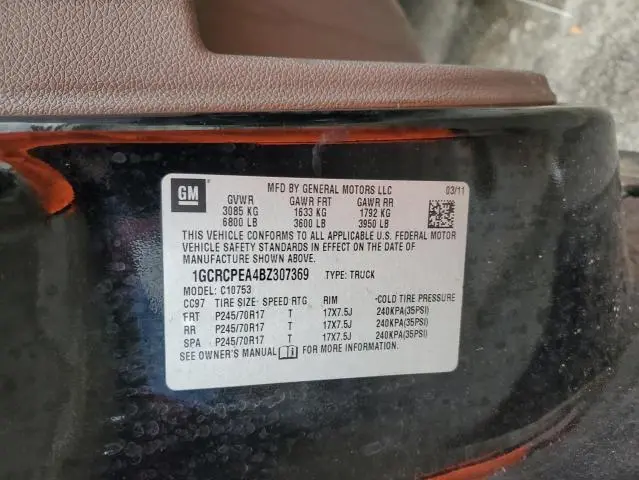 GM
MFD BY GENERAL MOTORS LLC 03/11
GVWR GAWR FRT GAWR RR
3085 KG 1633 KG 1792 KG
6800 LB 3600 LB 3950 LB
THIS VEHICLE CONFORMS TO ALL APPLICABLE U.S. FEDERAL MOTOR
VEHICLE SAFETY STANDARDS IN EFFECT ON THE DATE OF
MANUFACTURE SHOWN ABOVE.
1GCRCPEA4BZ307369 TYPE: TRUCK
MODEL: C10753
CC97 TIRE SIZE: SPEED RTG RIM COLD TIRE PRESSURE
FRT P245/70R17 T 17X7.5J 240KPA(35PSI)
RR P245/70R17 T 17X7.5J 240KPA(35PSI)
SPA P245/70R17 T 17X7.5J 240KPA(35PSI)
SEE OWNER'S MANUAL FOR MORE INFORMATION.